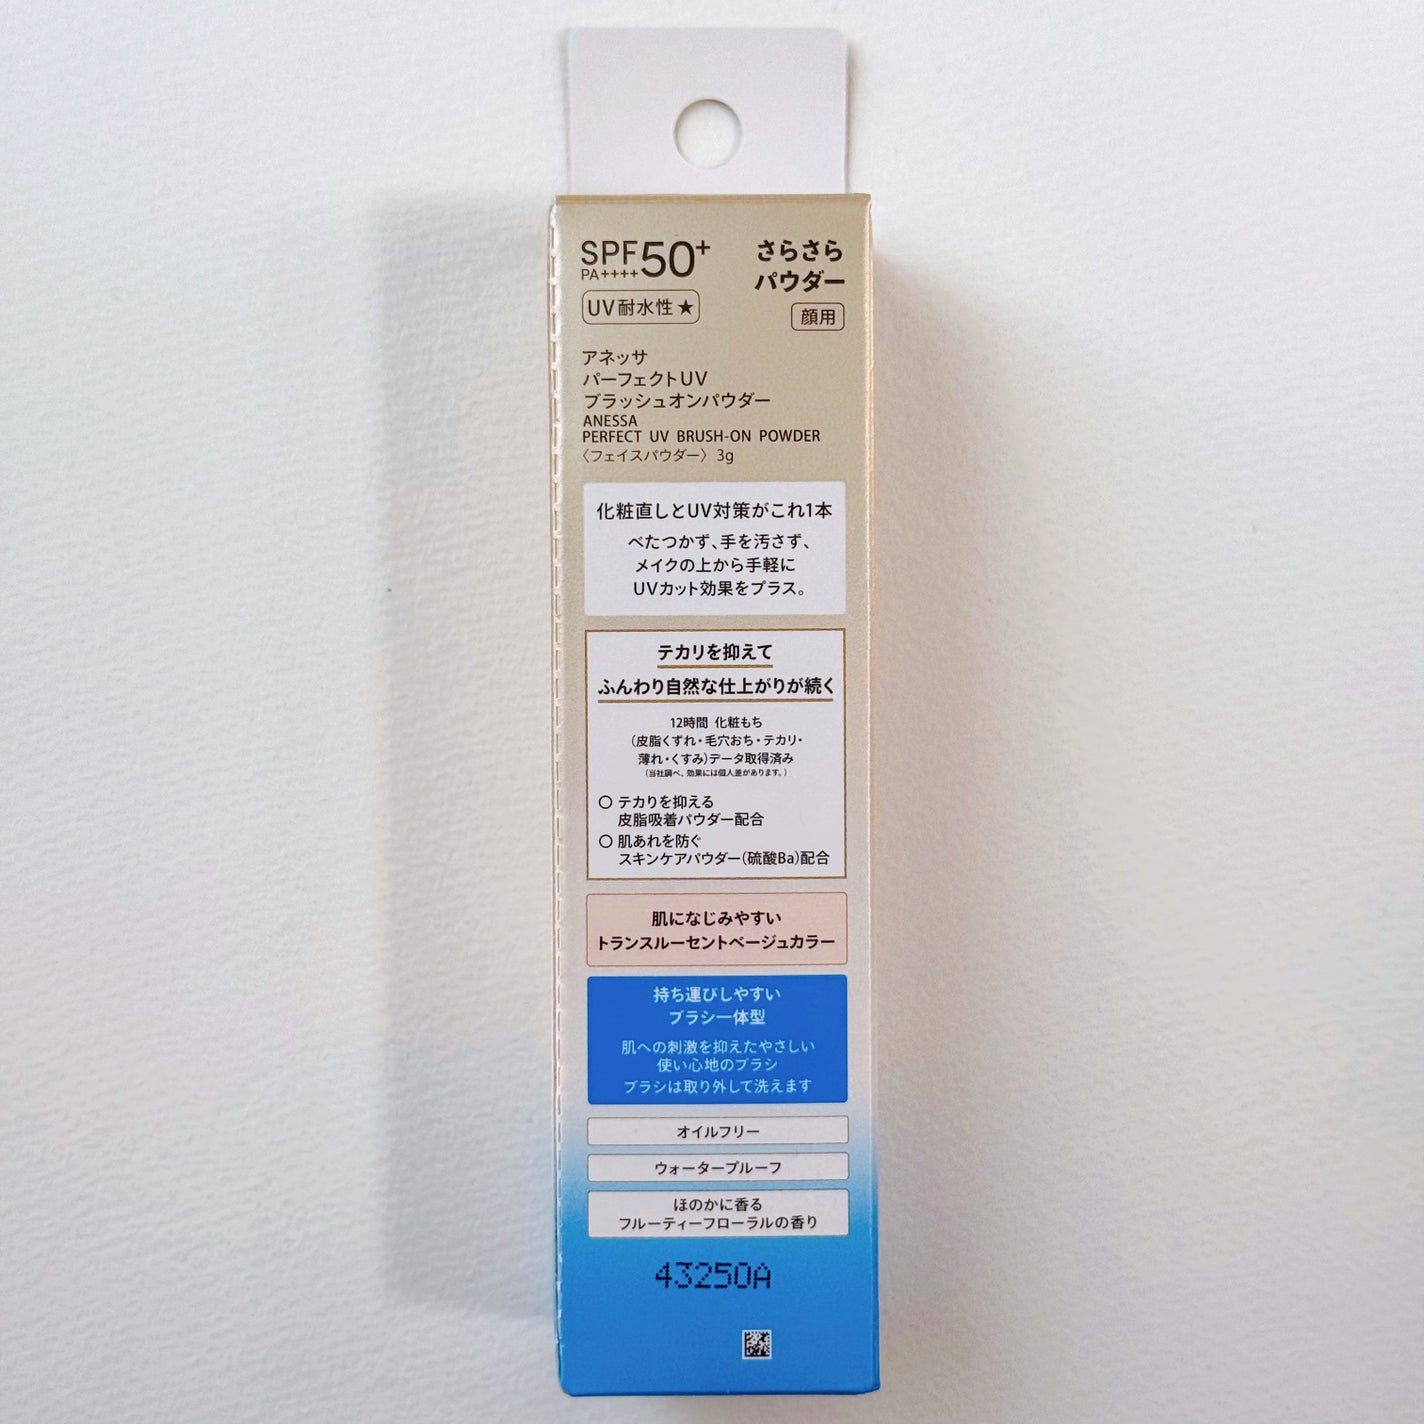 SPF50+
PA++++
UV耐水性★
さらさら
パウダー
顔用
アネッサ
パーフェクトUV
ブラッシュオンパウダー
ANESSA
PERFECT UV BRUSH-ON POWDER
〈フェイスパウダー〉3g
化粧直しとUV対策がこれ1本
べたつかず、手を汚さず、
メイクの上から手軽に
UVカット効果をプラス。
テカリを抑えて
ふんわり自然な仕上がりが続く
12時間 化粧もち
(皮脂くずれ・毛穴おち・テカリ・
薄れ・くすみ)データ取得済み
(当社調べ、効果には個人差があります。)
○ テカりを抑える
皮脂吸着パウダー配合
○ 肌あれを防ぐ
スキンケアパウダー(硫酸Ba)配合
肌になじみやすい
トランスルーセントベージュカラー
持ち運びしやすい
ブラシ一体型
肌への刺激を抑えたやさしい
使い心地のブラシ
ブラシは取り外して洗えます
オイルフリー
ウォータープルーフ
ほのかに香る
フルーティーフローラルの香り
43250A